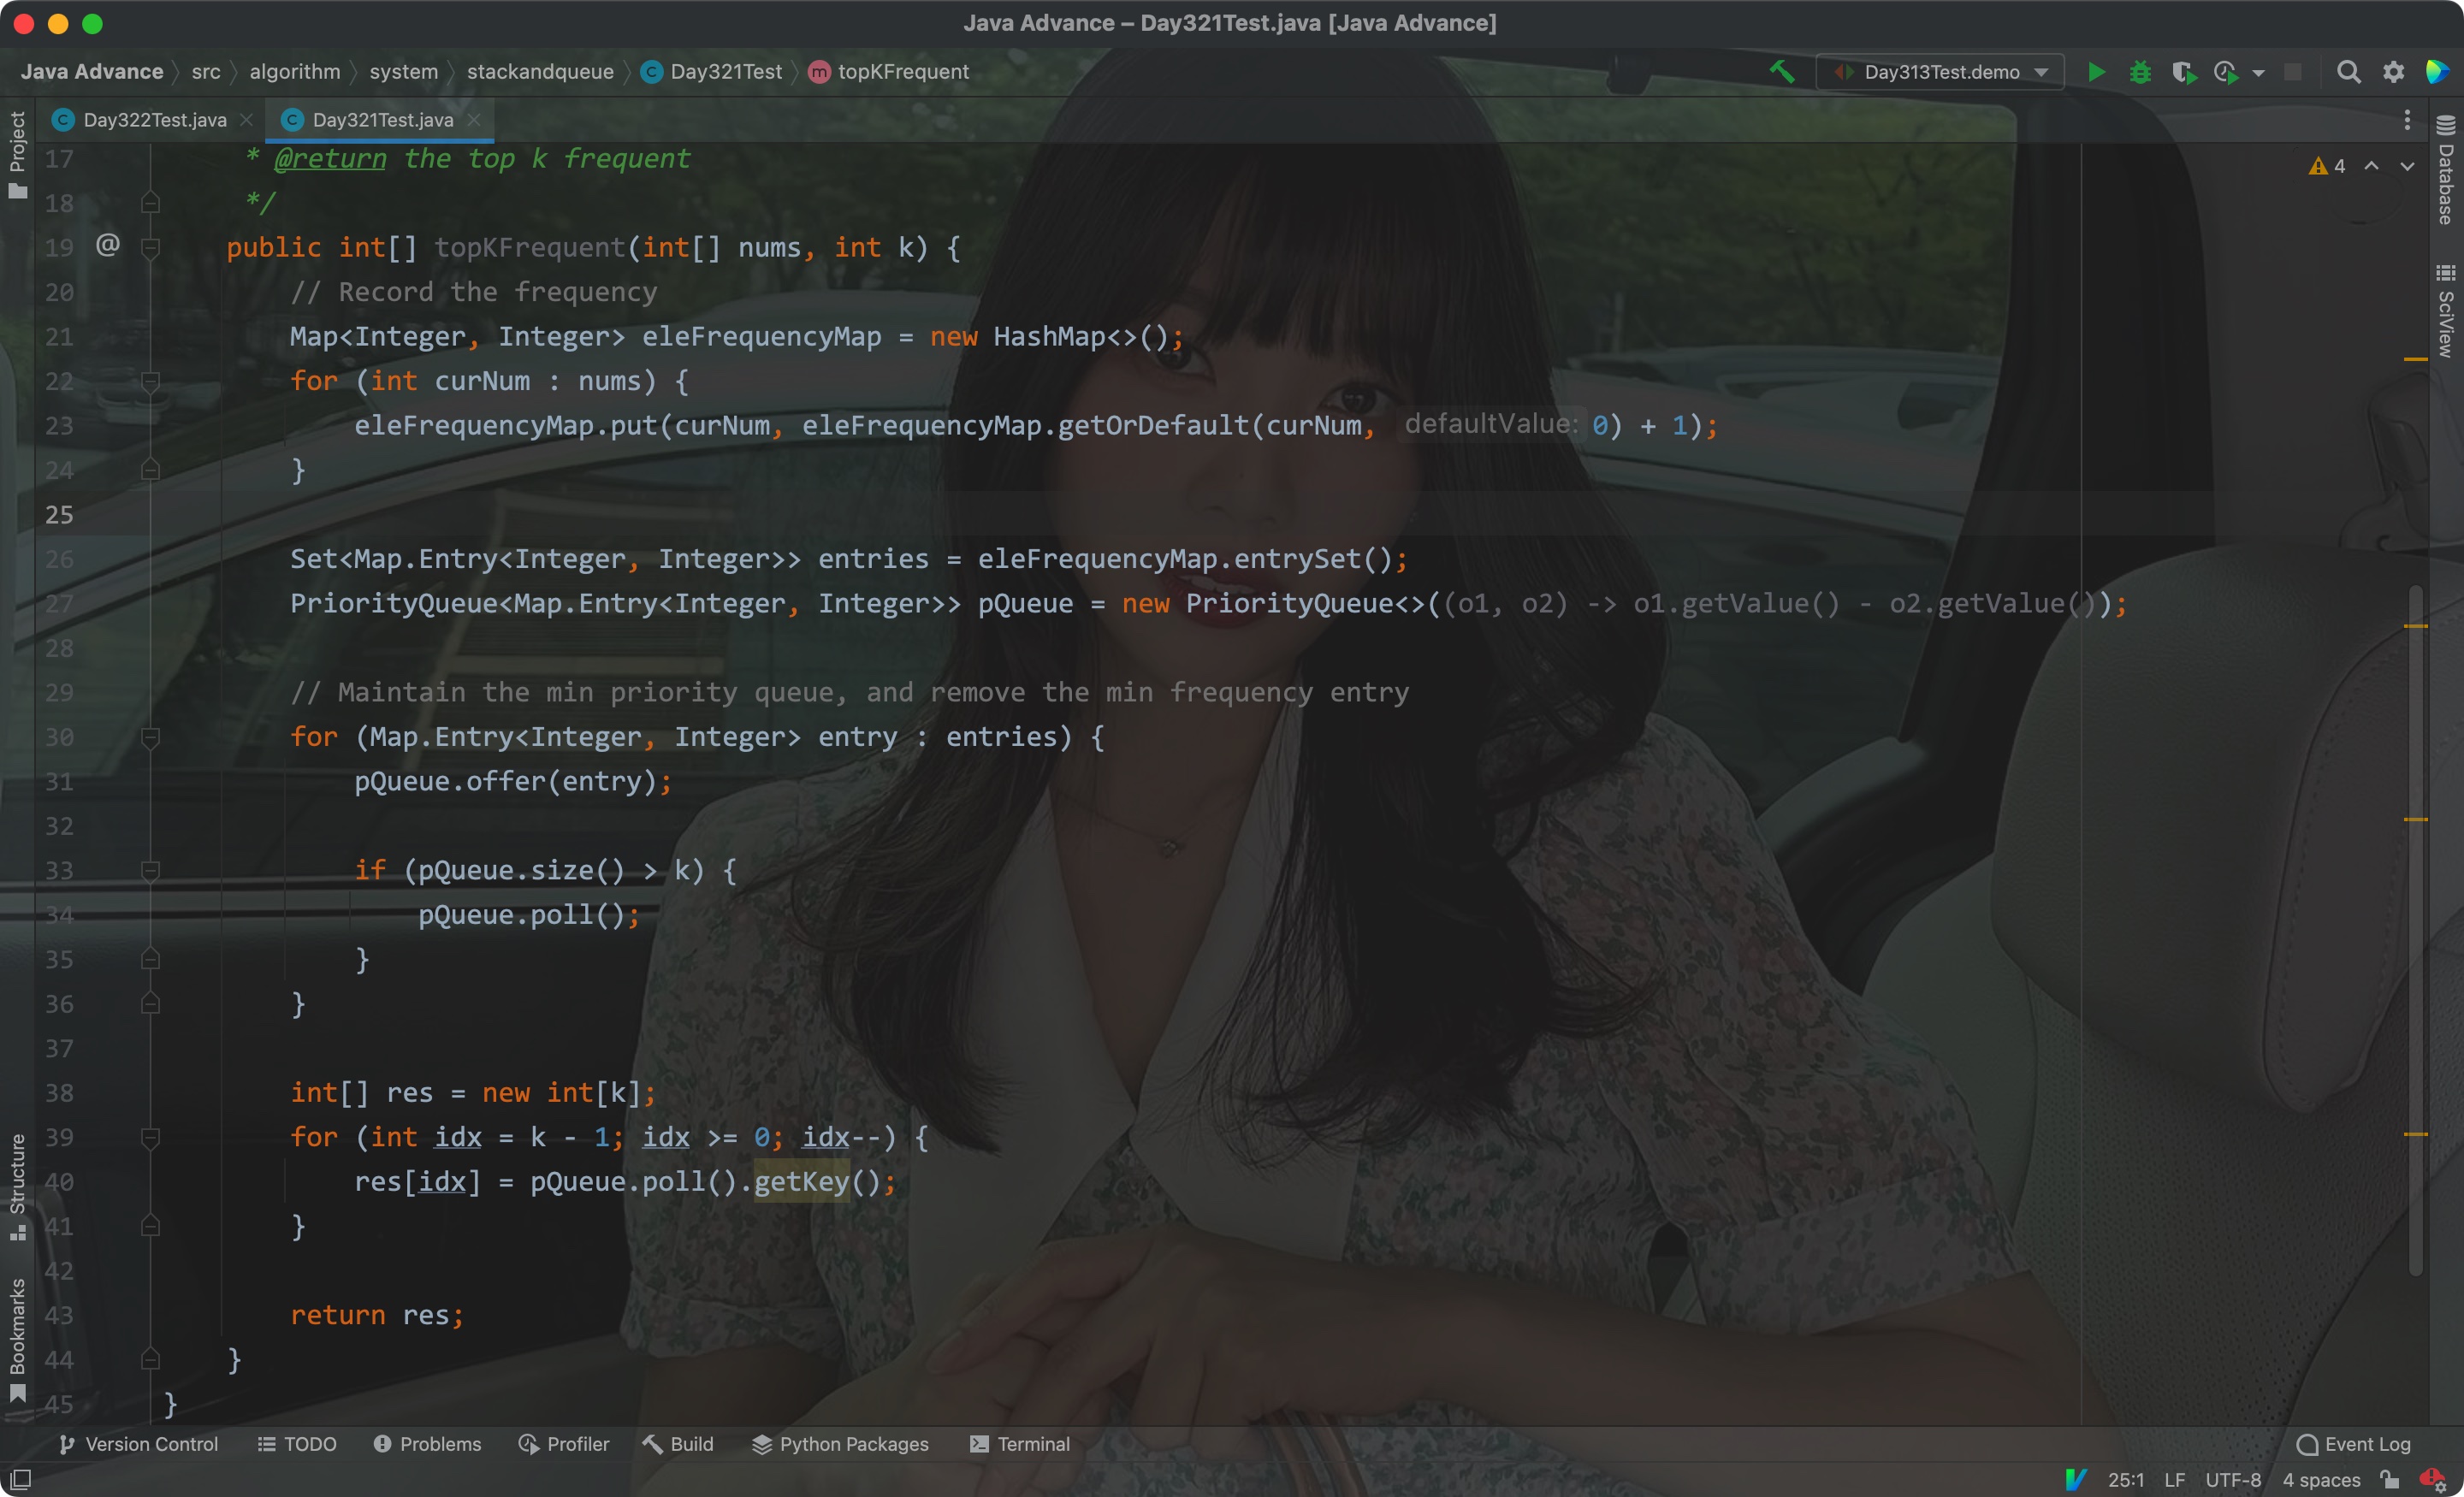 Java Advance – Day321Test.java [Java Advance]
Java Advance src algorithm system stackandqueue Day321Test topKFrequent Day313Test.demo
Day322Test.java Day321Test.java
Project
Structure
Bookmarks
17 * @return the top k frequent
18 */
19 @ public int[] topKFrequent(int[] nums, int k) {
20 // Record the frequency
21 Map<Integer, Integer> eleFrequencyMap = new HashMap<>();
22 for (int curNum : nums) {
23 eleFrequencyMap.put(curNum, eleFrequencyMap.getOrDefault(curNum, defaultValue: 0) + 1);
24 }
25
26 Set<Map.Entry<Integer, Integer>> entries = eleFrequencyMap.entrySet();
27 PriorityQueue<Map.Entry<Integer, Integer>> pQueue = new PriorityQueue<>((o1, o2) -> o1.getValue() - o2.getValue());
28
29 // Maintain the min priority queue, and remove the min frequency entry
30 for (Map.Entry<Integer, Integer> entry : entries) {
31 pQueue.offer(entry);
32
33 if (pQueue.size() > k) {
34 pQueue.poll();
35 }
36 }
37
38 int[] res = new int[k];
39 for (int idx = k - 1; idx >= 0; idx--) {
40 res[idx] = pQueue.poll().getKey();
41 }
42
43 return res;
44 }
45 }
4
Database
SciView
Version Control TODO Problems Profiler Build Python Packages Terminal Event Log
25:1 LF UTF-8 4 spaces